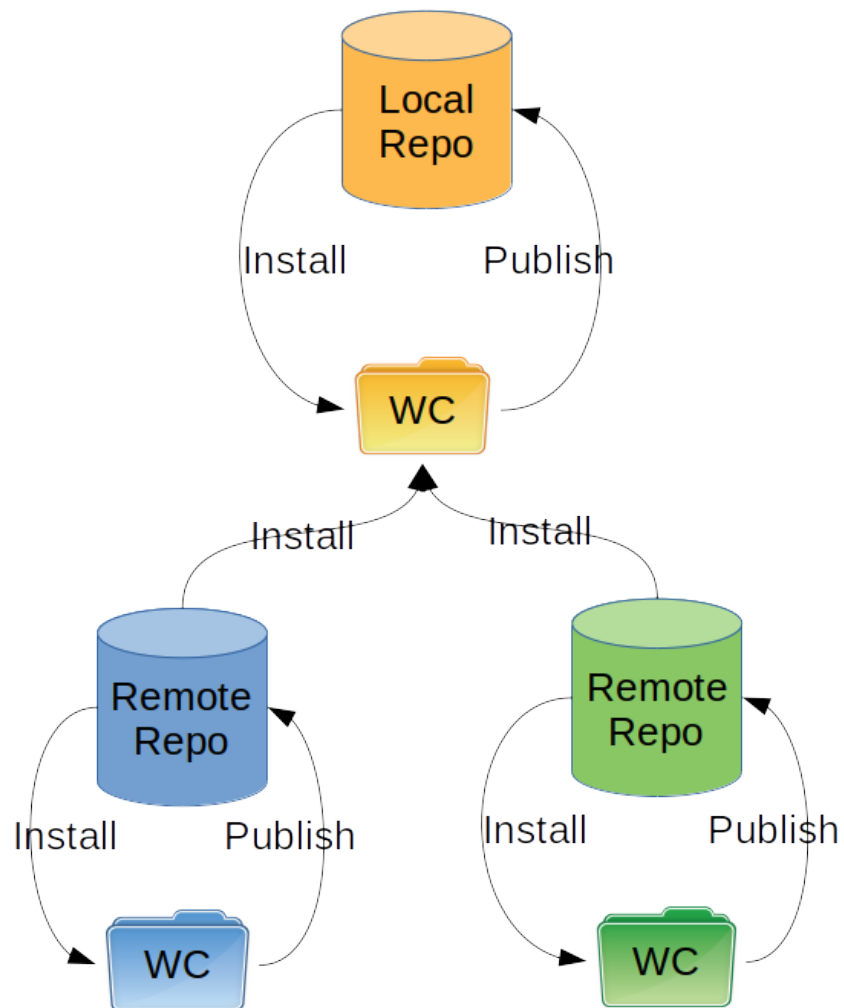 Local
Repo
Install
Publish
WC
Install
Install
Remote
Repo
Remote
Repo
Install
Publish
Install
Publish
WC
WC